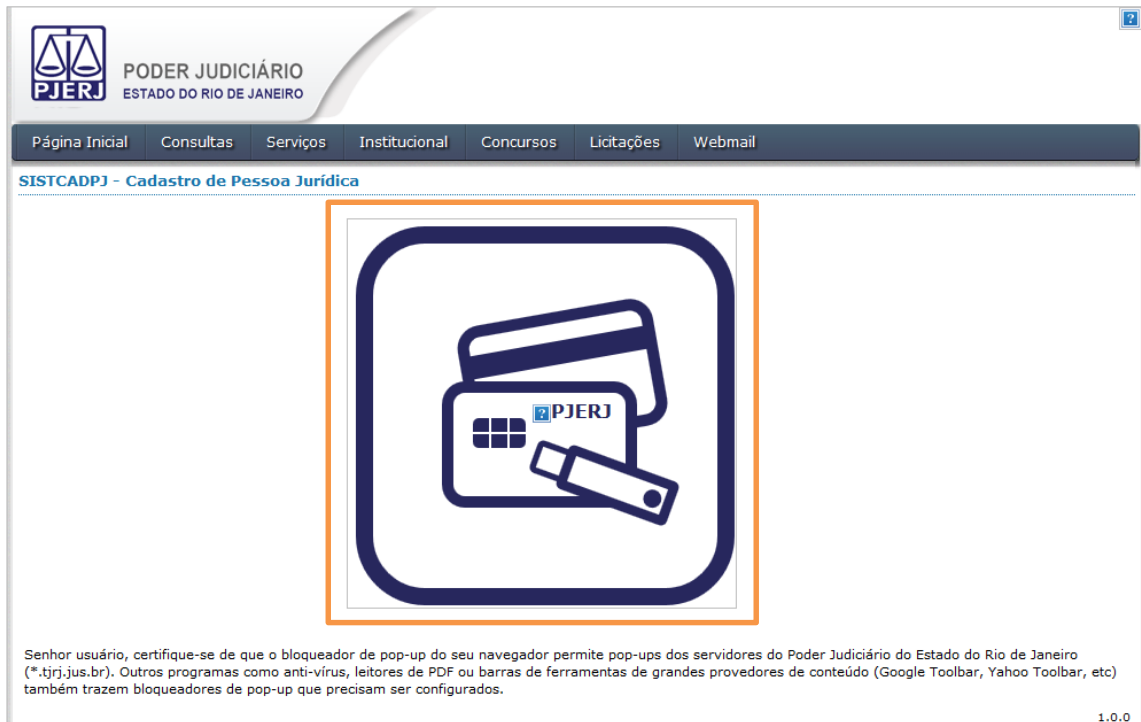 ?
PJERJ
PODER JUDICIÁRIO
ESTADO DO RIO DE JANEIRO
Página Inicial Consultas Serviços Institucional Concursos Licitações Webmail
SISTCADPJ - Cadastro de Pessoa Jurídica
?PJERJ
Senhor usuário, certifique-se de que o bloqueador de pop-up do seu navegador permite pop-ups dos servidores do Poder Judiciário do Estado do Rio de Janeiro
(*.tjrj.jus.br). Outros programas como anti-vírus, leitores de PDF ou barras de ferramentas de grandes provedores de conteúdo (Google Toolbar, Yahoo Toolbar, etc)
também trazem bloqueadores de pop-up que precisam ser configurados.
1.0.0